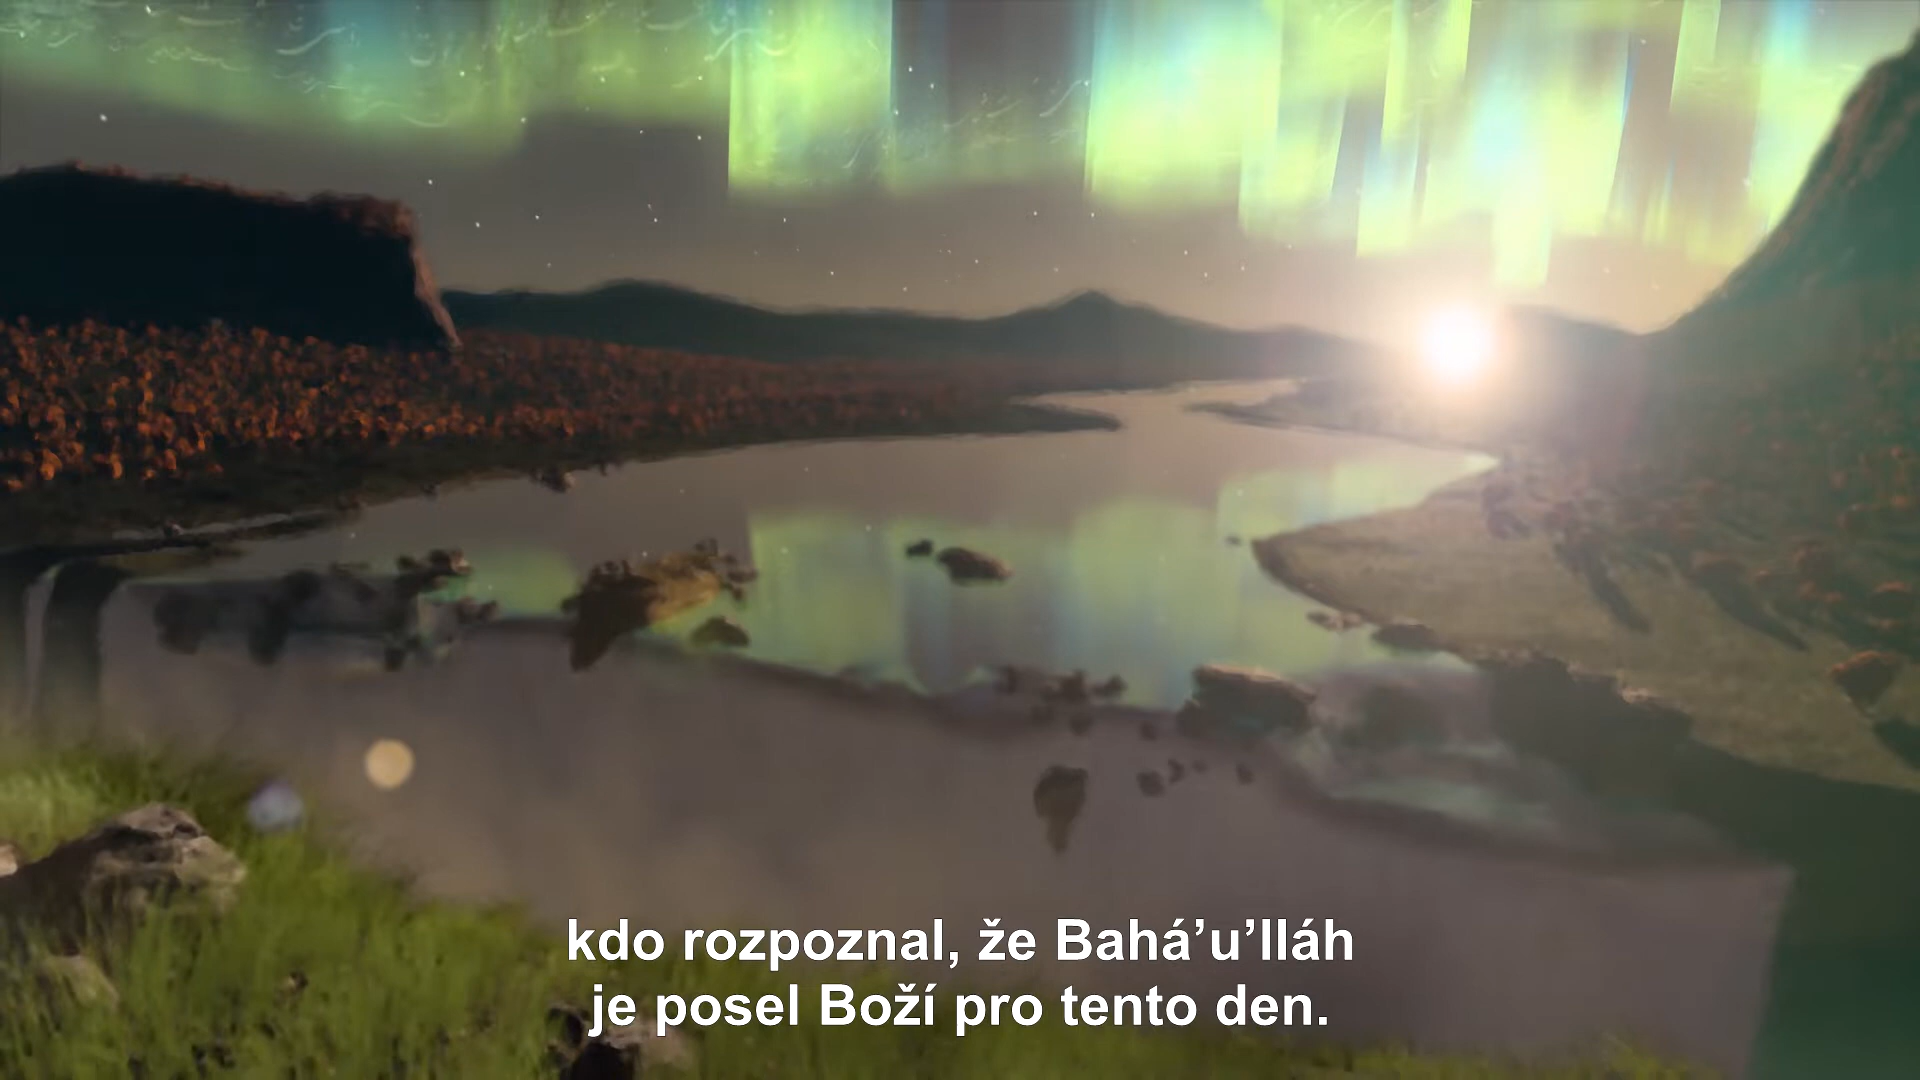 kdo rozpoznal, že Bahá’u’lláh
je posel Boží pro tento den.